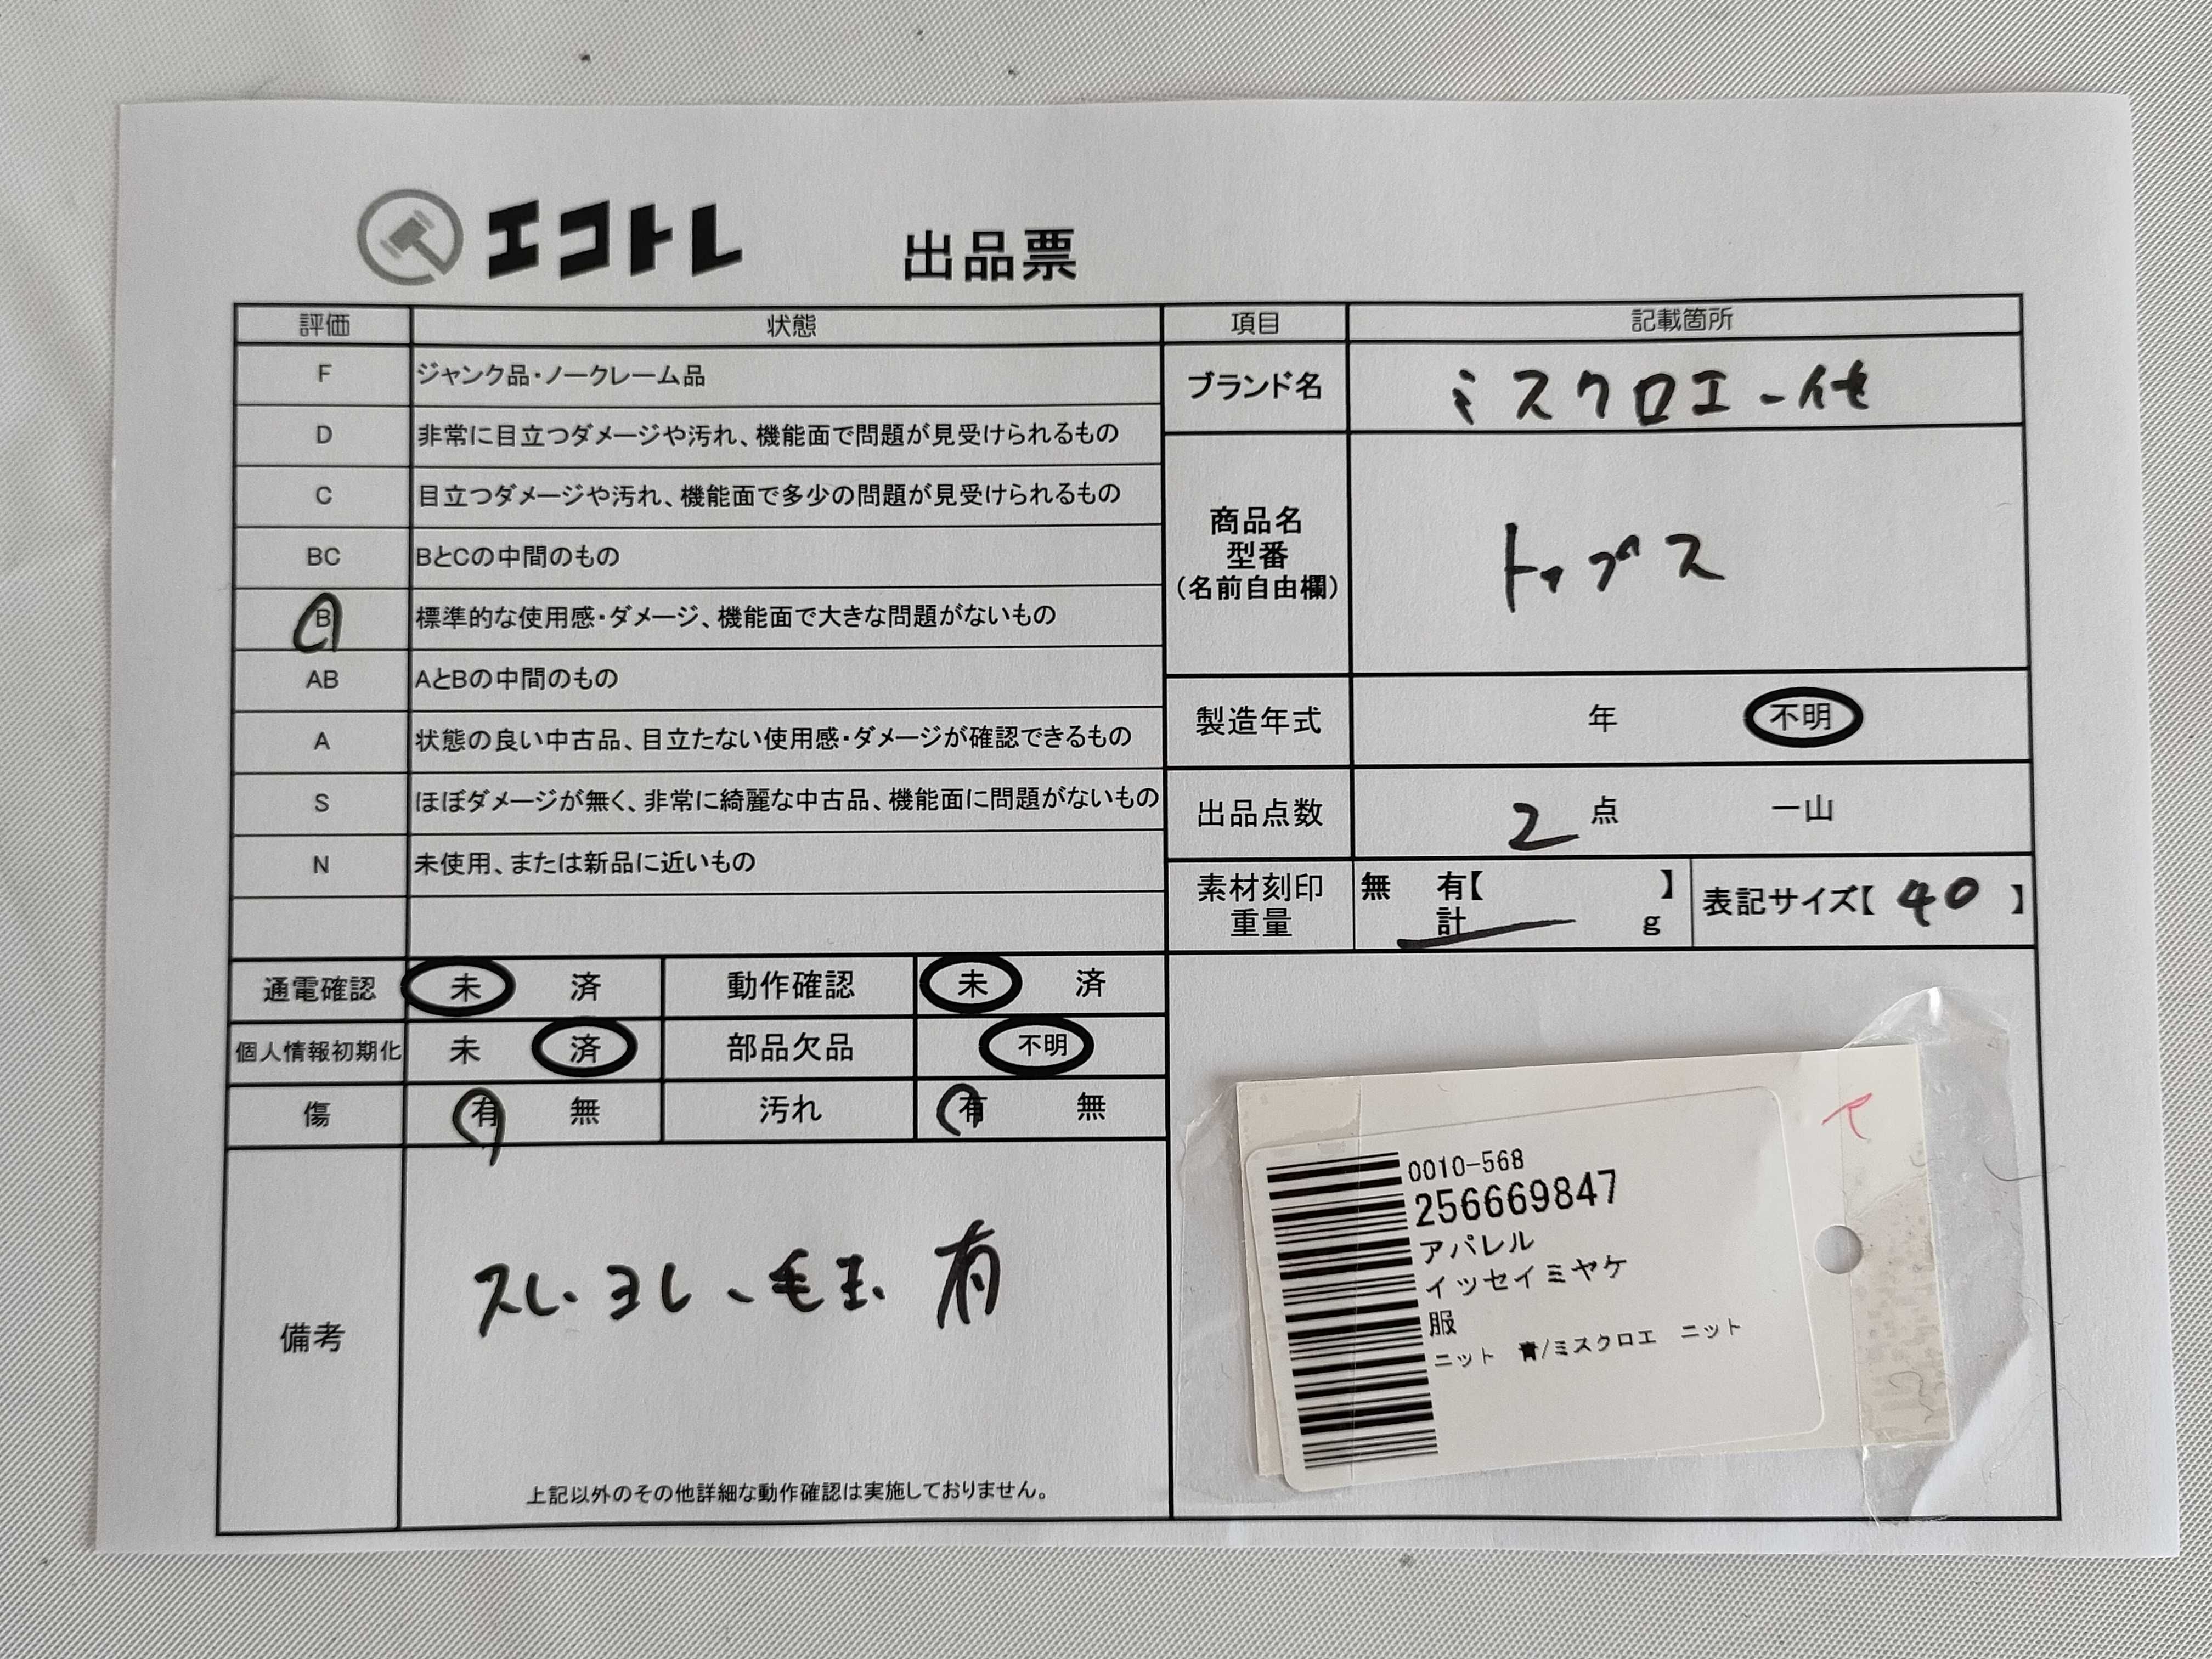 エコトレ 出品票
評価 状態
F ジャンク品・ノークレーム品
D 非常に目立つダメージや汚れ、機能面で問題が見受けられるもの
C 目立つダメージや汚れ、機能面で多少の問題が見受けられるもの
BC BとCの中間のもの
B 標準的な使用感・ダメージ、機能面で大きな問題がないもの
AB AとBの中間のもの
A 状態の良い中古品、目立たない使用感・ダメージが確認できるもの
S ほぼダメージが無く、非常に綺麗な中古品、機能面に問題がないもの
N 未使用、または新品に近いもの
項目 記載箇所
ブランド名 ミスクロエー他
商品名
型番
(名前自由欄)
トップス
製造年式 年 不明
出品点数 2 点 一山
素材刻印 無 有【 】
重量 計 g
表記サイズ【 40 】
通電確認 未 済 動作確認 未 済
個人情報初期化 未 済 部品欠品 不明
傷 有 無 汚れ 有 無
備考
スレ、ヨレ、毛玉 有
上記以外のその他詳細な動作確認は実施しておりません。
0010-568
256669847
アパレル
イッセイミヤケ
服
ニット 青/ミスクロエ ニット